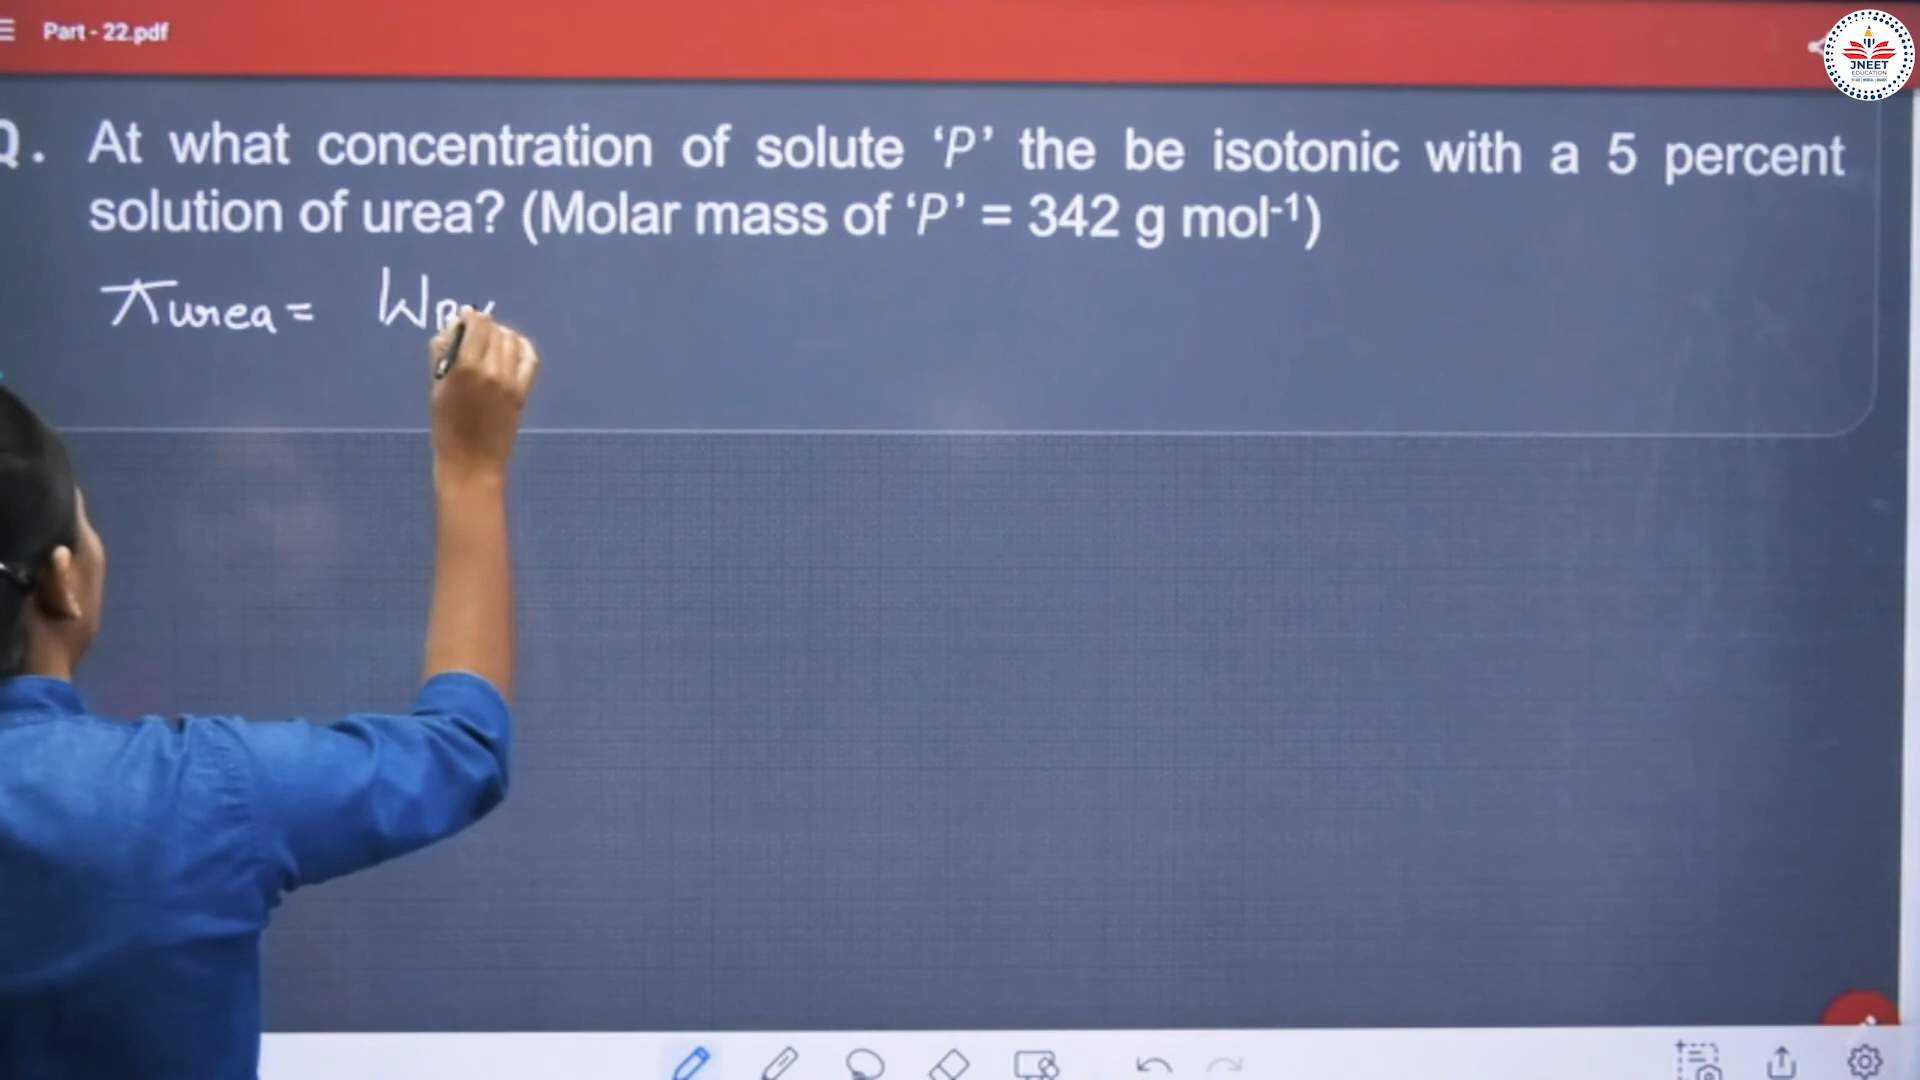 Part - 22.pdf
JNEET
EDUCATION
Q. At what concentration of solute ‘P’ the be isotonic with a 5 percent
solution of urea? (Molar mass of ‘P’ = 342 g mol-1)
πurea = WB